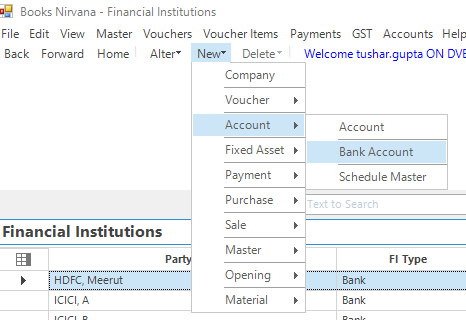 Books Nirvana - Financial Institutions
File Edit View Master Vouchers Voucher Items Payments GST Accounts Help
Back Forward Home Alter New Delete Welcome tushar.gupta ON DVE
Company
Voucher
Account
Account
Fixed Asset
Bank Account
Payment
Schedule Master
Purchase
Text to Search
Sale
Financial Institutions
Master
Party
FI Type
Opening
HDFC, Meerut
Bank
Material
ICICI, A
Bank
ICICI, B
Bank